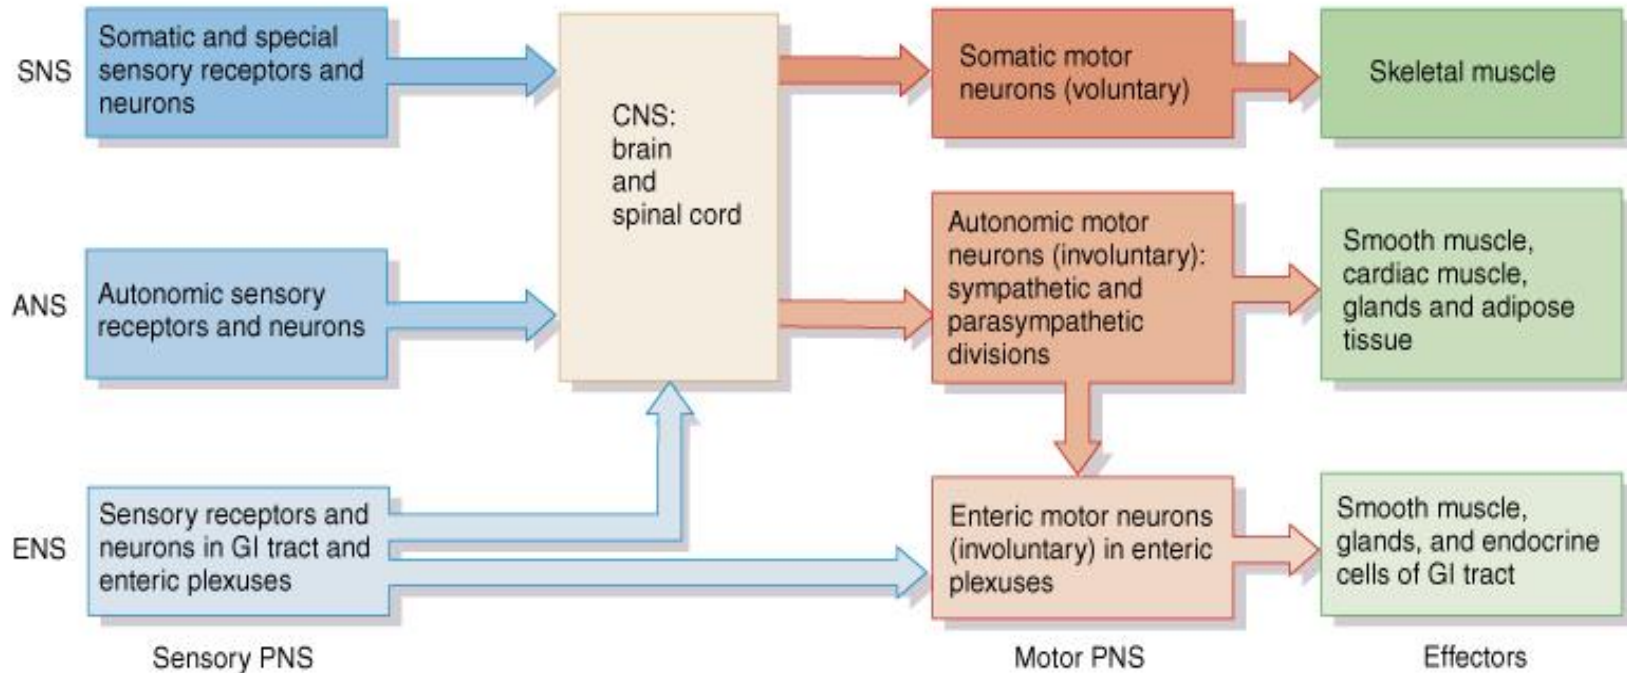 SNS
Somatic and special
sensory receptors and
neurons
CNS:
brain
and
spinal cord
Somatic motor
neurons (voluntary)
Skeletal muscle
ANS
Autonomic sensory
receptors and neurons
Autonomic motor
neurons (involuntary):
sympathetic and
parasympathetic
divisions
Smooth muscle,
cardiac muscle,
glands and adipose
tissue
ENS
Sensory receptors and
neurons in GI tract and
enteric plexuses
Enteric motor neurons
(involuntary) in enteric
plexuses
Smooth muscle,
glands, and endocrine
cells of GI tract
Sensory PNS
Motor PNS
Effectors